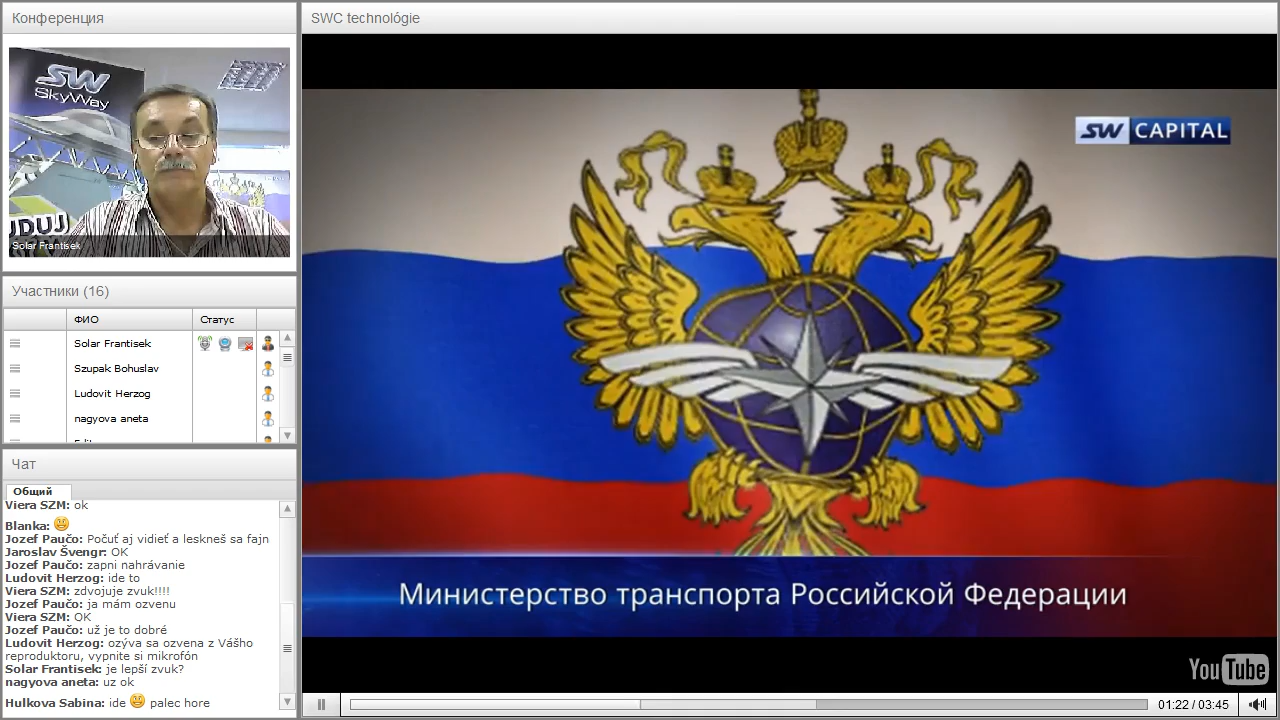 Конференция
SW
SkyWay
DUJ
Solar Frantisek
Участники (16)
ФИО
Статус
Solar Frantisek
Szupak Bohuslav
Ludovit Herzog
nagyova aneta
Чат
Общий
Viera SZM: ok
Blanka:
Jozef Paučo: Počuť aj vidieť a leskneš sa fajn
Jaroslav Švengr: OK
Jozef Paučo: zapni nahrávanie
Ludovit Herzog: ide to
Viera SZM: zdvojuje zvuk!!!!
Jozef Paučo: ja mám ozvenu
Viera SZM: OK
Jozef Paučo: už je to dobré
Ludovit Herzog: ozýva sa ozvena z Vášho
reproduktoru, vypnite si mikrofón
Solar Frantisek: je lepší zvuk?
nagyova aneta: uz ok
Hulkova Sabina: ide palec hore
SWC technológie
SW CAPITAL
Министерство транспорта Российской Федерации
YouTube
01:22 / 03:45